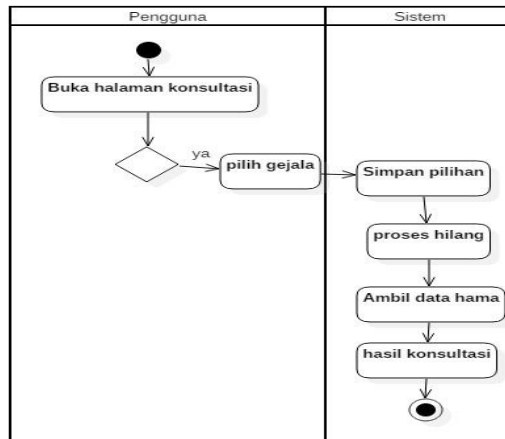 Pengguna
Sistem
Buka halaman konsultasi
ya
pilih gejala
Simpan pilihan
proses hilang
Ambil data hama
hasil konsultasi